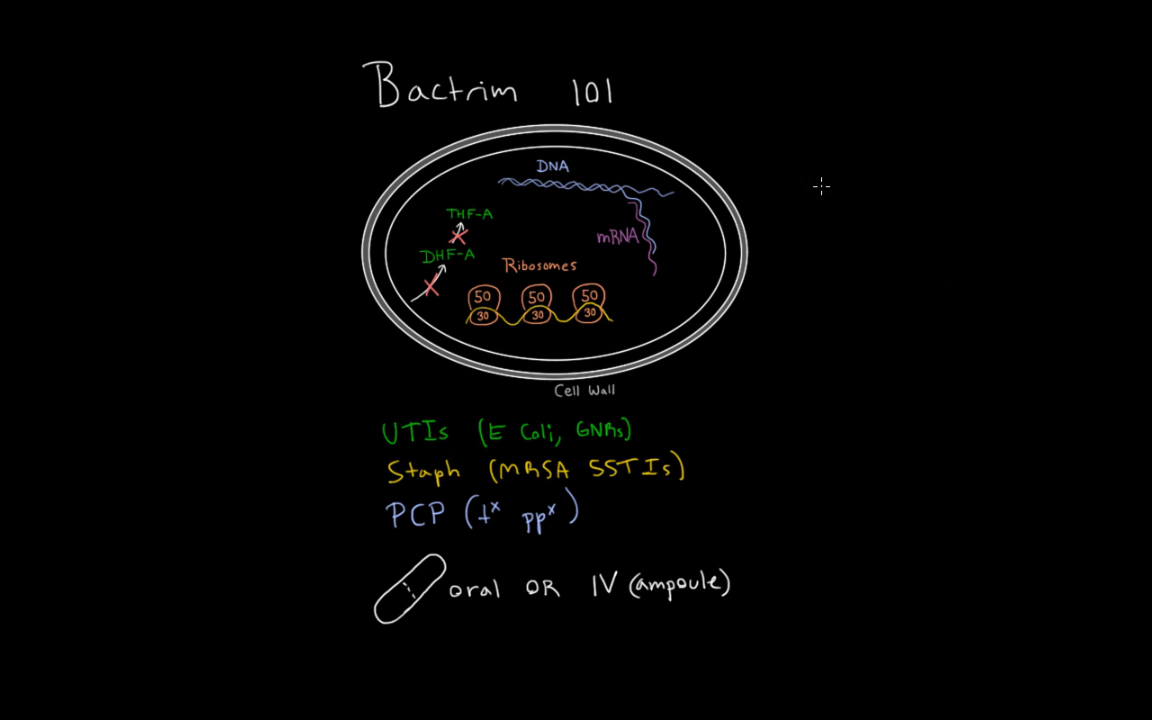 Bactrim 101
DNA
THF-A
mRNA
DHF-A
Ribosomes
50 50 50
30 30 30
Cell Wall
UTIs (E Coli, GNRs)
Staph (MRSA SSTIs)
PCP (tx ppx)
oral OR IV (ampoule)